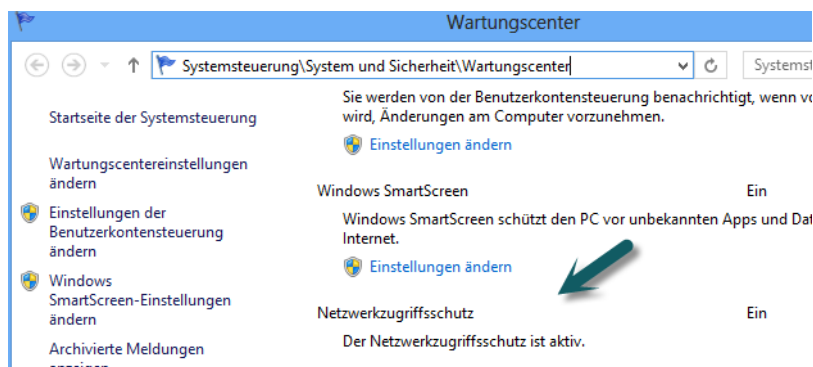 Wartungscenter
Systemsteuerung\System und Sicherheit\Wartungscenter
Startseite der Systemsteuerung
Wartungscentereinstellungen
ändern
Einstellungen der
Benutzerkontensteuerung
ändern
Windows
SmartScreen-Einstellungen
ändern
Archivierte Meldungen
Sie werden von der Benutzerkontensteuerung benachrichtigt, wenn
wird, Änderungen am Computer vorzunehmen.
Einstellungen ändern
Windows SmartScreen Ein
Windows SmartScreen schützt den PC vor unbekannten Apps und
Internet.
Einstellungen ändern
Netzwerkzugriffsschutz Ein
Der Netzwerkzugriffsschutz ist aktiv.